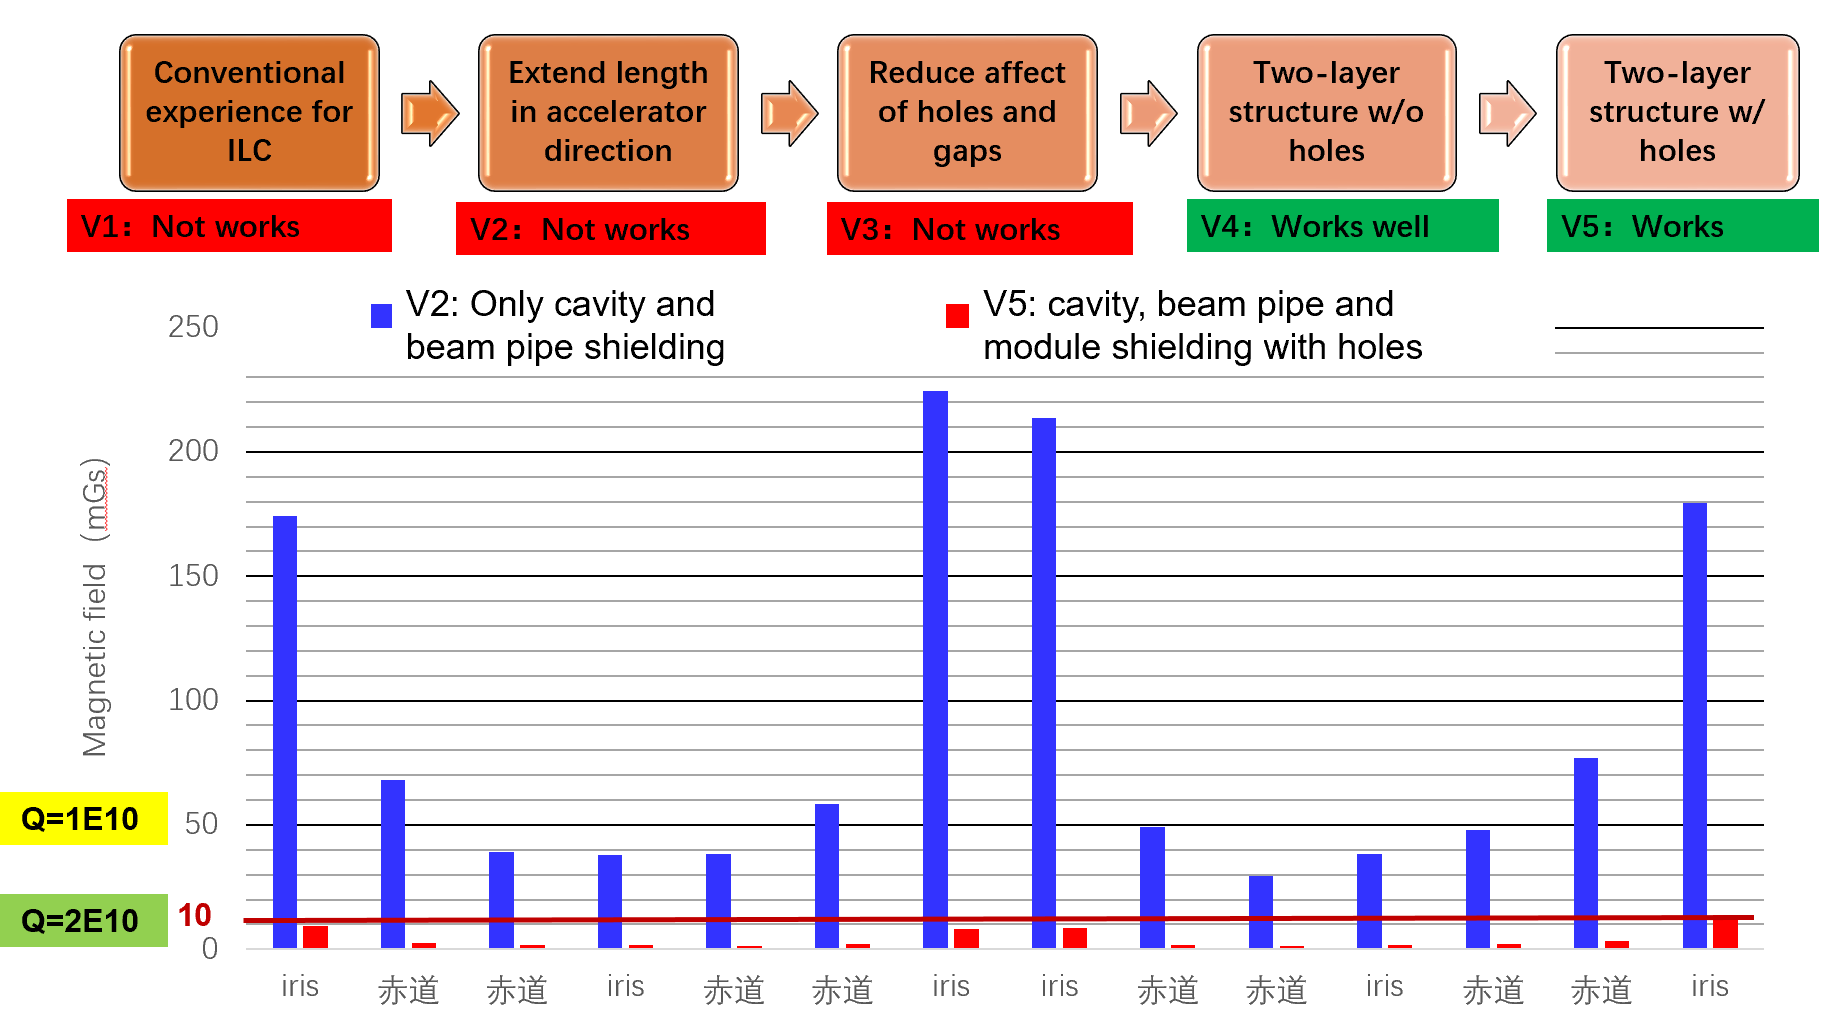 Conventional
experience for
ILC
Extend length
in accelerator
direction
Reduce affect
of holes and
gaps
Two-layer
structure w/o
holes
Two-layer
structure w/
holes
V1：Not works
V2：Not works
V3：Not works
V4：Works well
V5：Works
V2: Only cavity and
beam pipe shielding
V5: cavity, beam pipe and
module shielding with holes
Magnetic field（mGs）
250
200
150
100
50
10
0
Q=1E10
Q=2E10
iris
赤道
赤道
iris
赤道
赤道
iris
iris
赤道
赤道
iris
赤道
赤道
iris